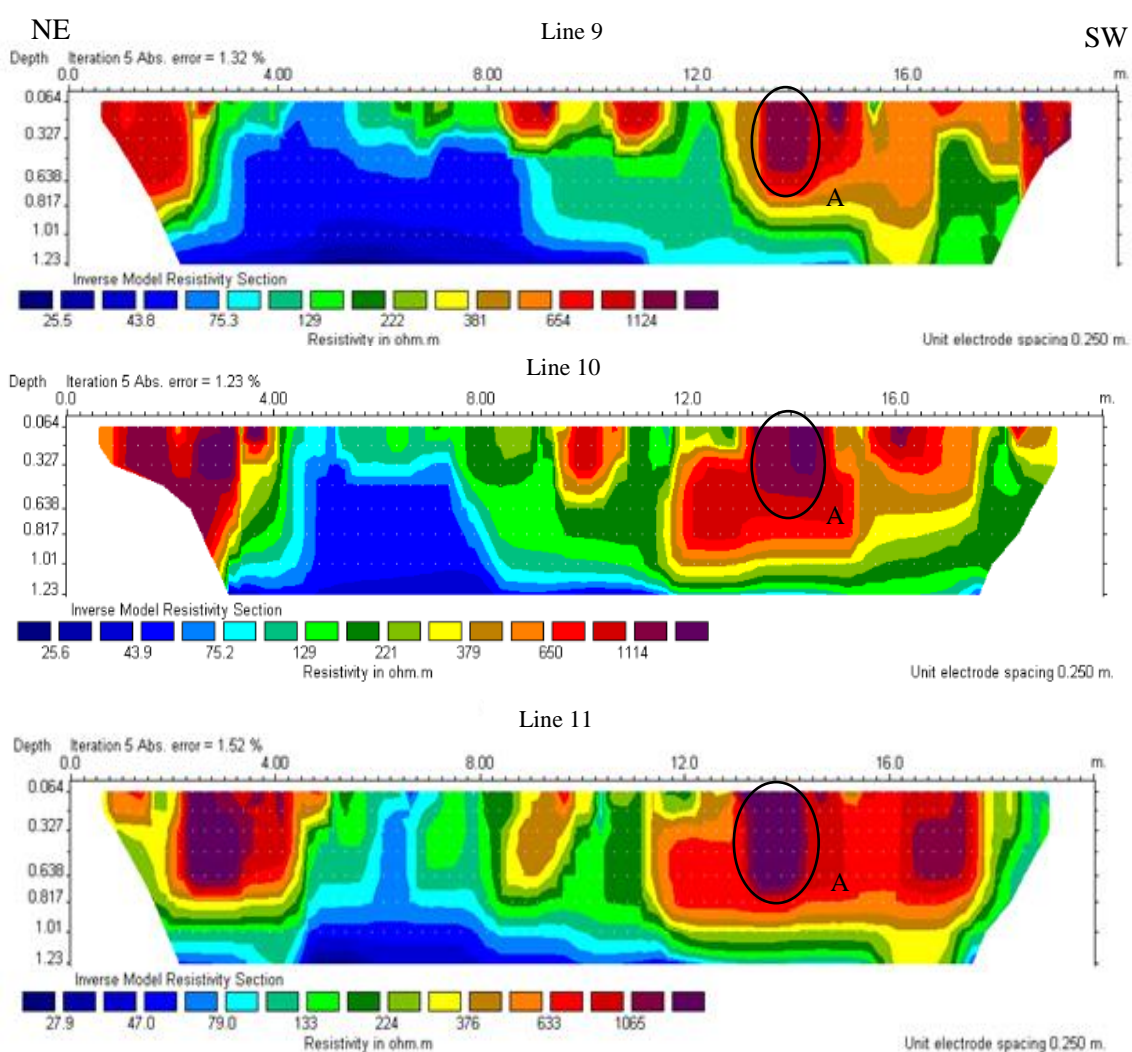 NE Line 9 SW
Depth Iteration 5 Abs. error = 1.32 %
0.0 4.00 8.00 12.0 16.0 m.
0.064
0.327
0.638
0.817
1.01
1.23
A
Inverse Model Resistivity Section
25.5 43.8 75.3 129 222 381 654 1124
Resistivity in ohm.m
Unit electrode spacing 0.250 m.
Line 10
Depth Iteration 5 Abs. error = 1.23 %
0.0 4.00 8.00 12.0 16.0 m.
0.064
0.327
0.638
0.817
1.01
1.23
A
Inverse Model Resistivity Section
25.6 43.9 75.2 129 221 379 650 1114
Resistivity in ohm.m
Unit electrode spacing 0.250 m.
Line 11
Depth Iteration 5 Abs. error = 1.52 %
0.0 4.00 8.00 12.0 16.0 m.
0.064
0.327
0.638
0.817
1.01
1.23
A
Inverse Model Resistivity Section
27.9 47.0 79.0 133 224 376 633 1065
Resistivity in ohm.m
Unit electrode spacing 0.250 m.